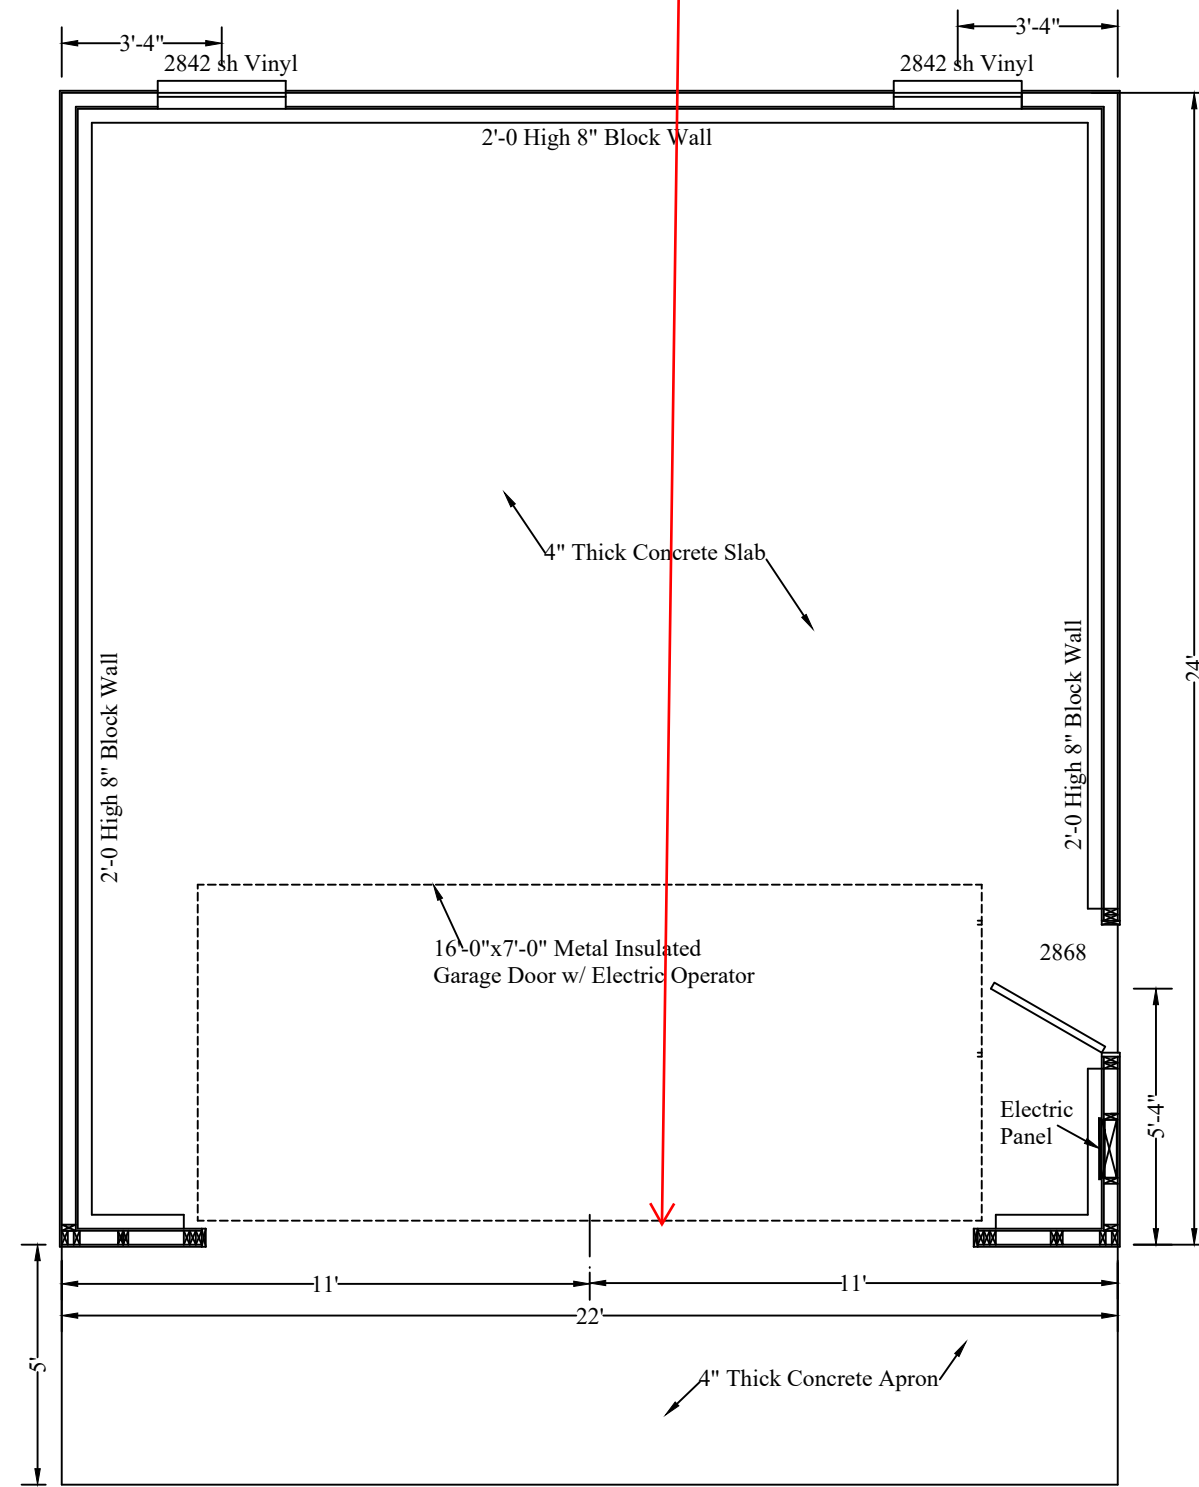 3'-4"
3'-4"
2842 sh Vinyl
2842 sh Vinyl
2'-0 High 8" Block Wall
4" Thick Concrete Slab
2'-0 High 8" Block Wall
2'-0 High 8" Block Wall
24'
16'-0"x7'-0" Metal Insulated
Garage Door w/ Electric Operator
2868
Electric
Panel
5'-4"
11'
11'
22'
5'
4" Thick Concrete Apron